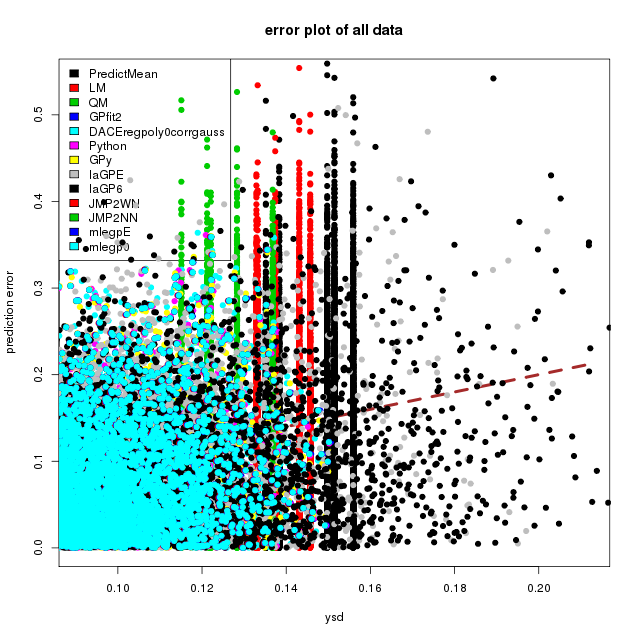 error plot of all data
PredictMean
LM
QM
GPfit2
DACEregpoly0corrgauss
Python
GPy
laGPE
laGP6
JMP2WN
JMP2NN
mlegpE
mlegp0
prediction error
0.5
0.4
0.3
0.2
0.1
0.0
0.10 0.12 0.14 0.16 0.18 0.20
ysd